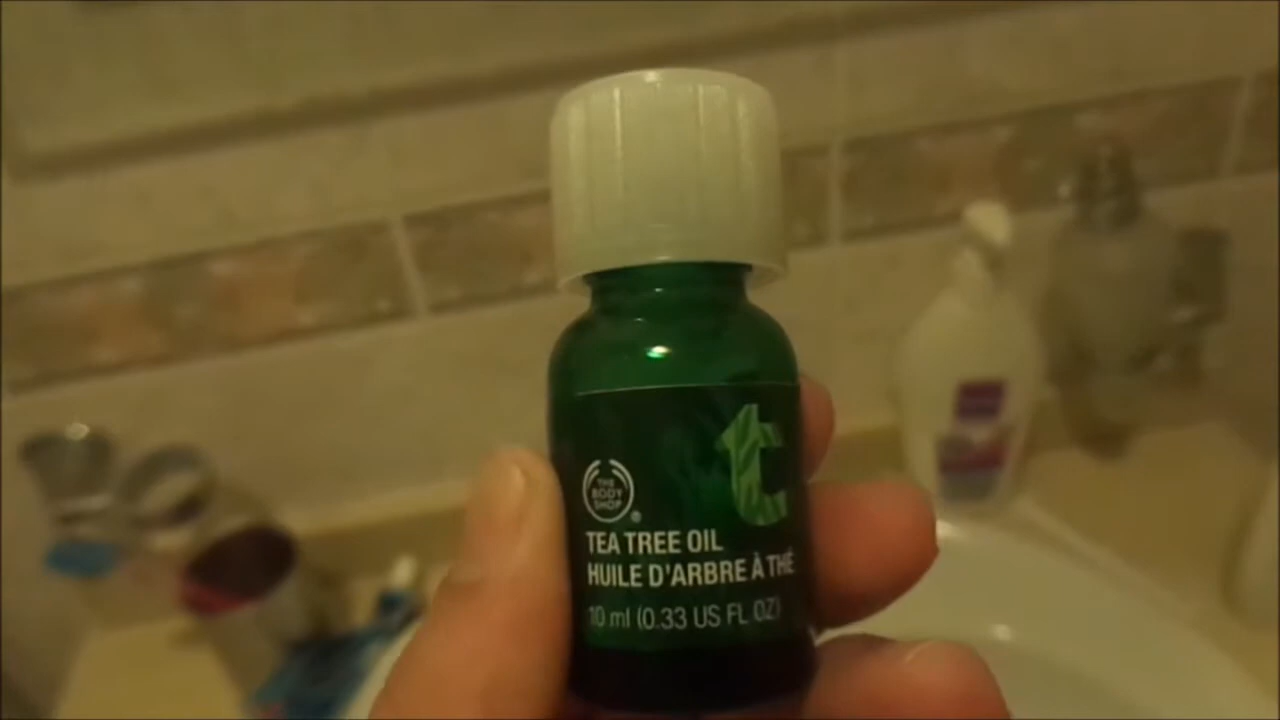 t
THE
BODY
SHOP
®
TEA TREE OIL
HUILE D'ARBRE À THÉ
10 ml (0.33 US FL OZ)